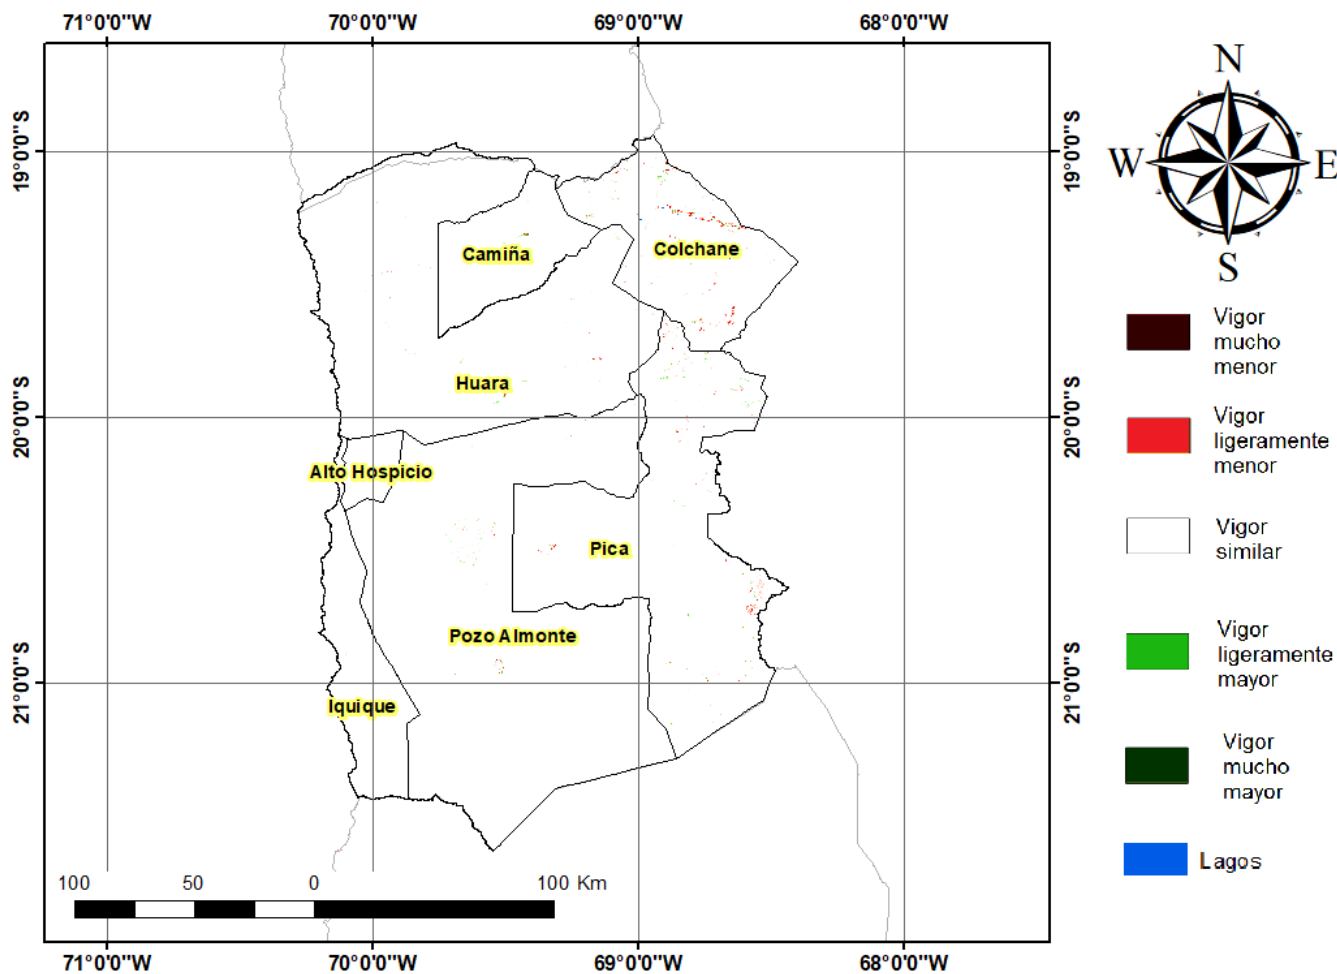 71°0'0"W 70°0'0"W 69°0'0"W 68°0'0"W
19°0'0"S
19°0'0"S
20°0'0"S
20°0'0"S
21°0'0"S
21°0'0"S
Camiña
Colchane
Huara
Alto Hospicio
Pica
Pozo Almonte
Iquique
100 50 0 100 Km
71°0'0"W 70°0'0"W 69°0'0"W 68°0'0"W
N
W E
S
Vigor
mucho
menor
Vigor
ligeramente
menor
Vigor
similar
Vigor
ligeramente
mayor
Vigor
mucho
mayor
Lagos